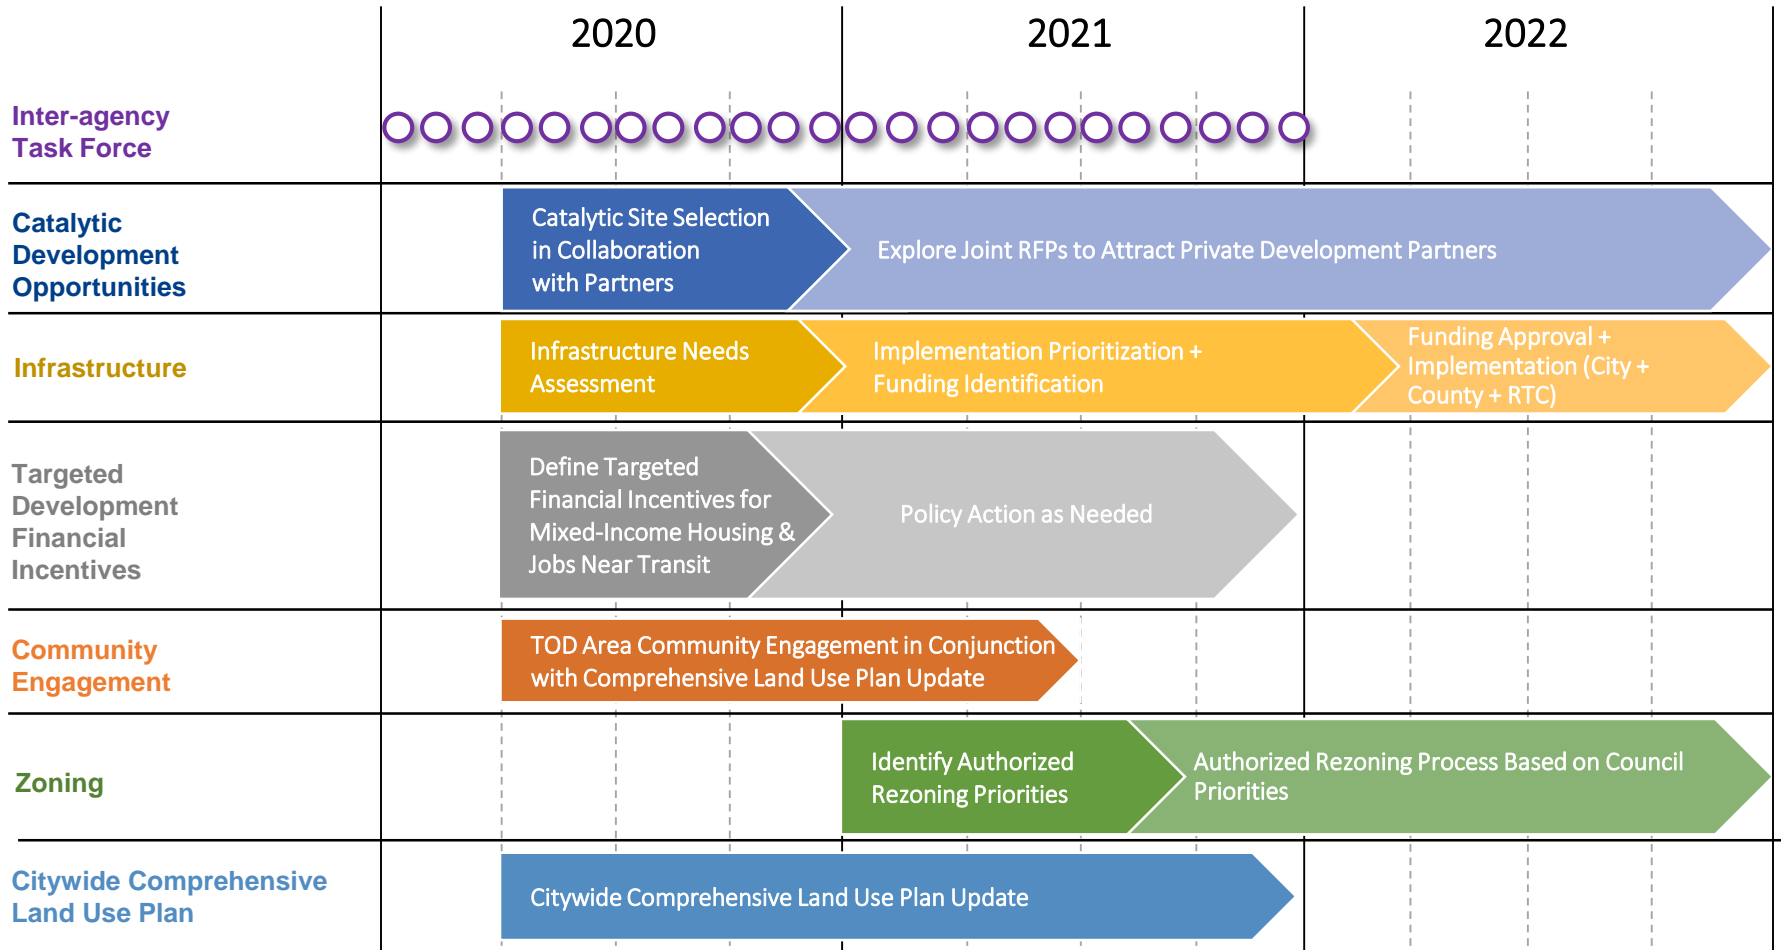 2020
2021
2022
Inter-agency
Task Force
Catalytic
Development
Opportunities
Catalytic Site Selection
in Collaboration
with Partners
Explore Joint RFPs to Attract Private Development Partners
Infrastructure
Infrastructure Needs
Assessment
Implementation Prioritization +
Funding Identification
Funding Approval +
Implementation (City +
County + RTC)
Targeted
Development
Financial
Incentives
Define Targeted
Financial Incentives for
Mixed-Income Housing &
Jobs Near Transit
Policy Action as Needed
Community
Engagement
TOD Area Community Engagement in Conjunction
with Comprehensive Land Use Plan Update
Zoning
Identify Authorized
Rezoning Priorities
Authorized Rezoning Process Based on Council
Priorities
Citywide Comprehensive
Land Use Plan
Citywide Comprehensive Land Use Plan Update